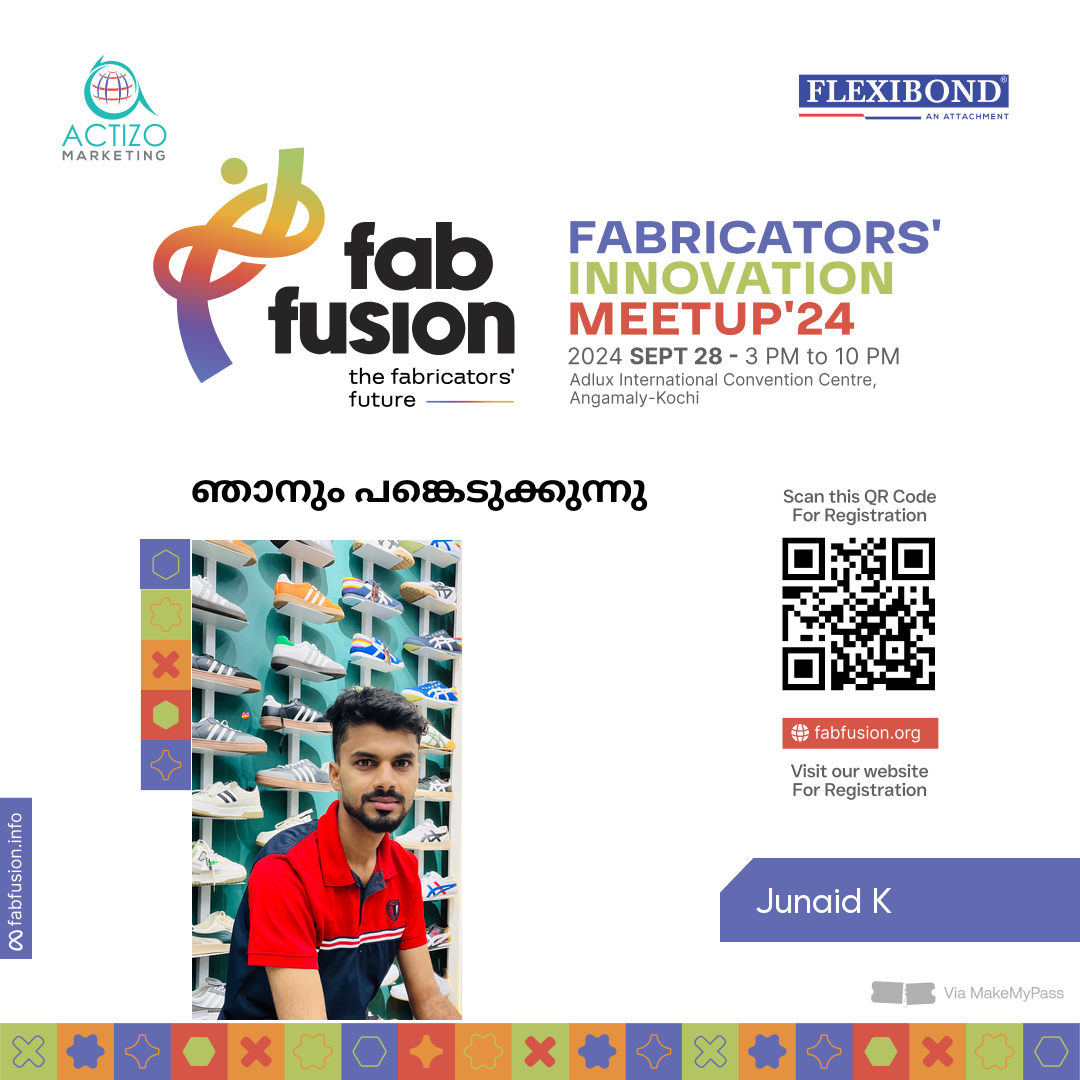 ACTIZO
MARKETING
FLEXIBOND®
AN ATTACHMENT
fab
fusion
the fabricators'
future
FABRICATORS'
INNOVATION
MEETUP'24
2024 SEPT 28 - 3 PM to 10 PM
Adlux International Convention Centre,
Angamaly-Kochi
ഞാനും പങ്കെടുക്കുന്നു
Scan this QR Code
For Registration
fabfusion.org
Visit our website
For Registration
fabfusion.info
Junaid K
Via MakeMyPass